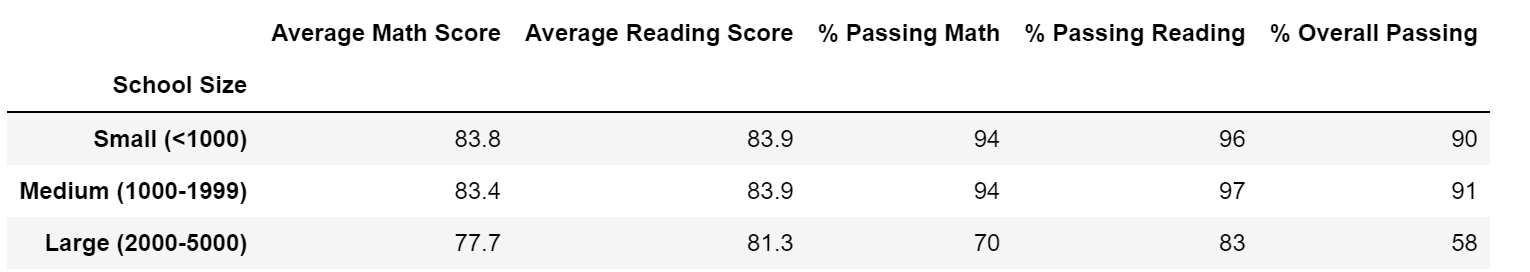 Average Math Score Average Reading Score % Passing Math % Passing Reading % Overall Passing
School Size
Small (<1000) 83.8 83.9 94 96 90
Medium (1000-1999) 83.4 83.9 94 97 91
Large (2000-5000) 77.7 81.3 70 83 58